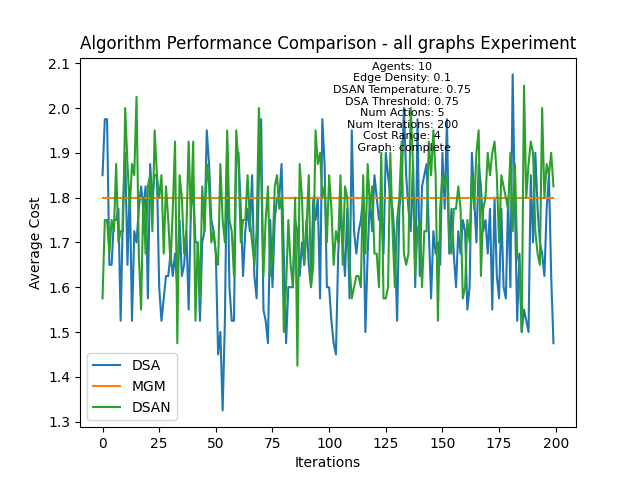 Algorithm Performance Comparison - all graphs Experiment
Agents: 10
Edge Density: 0.1
DSAN Temperature: 0.75
DSA Threshold: 0.75
Num Actions: 5
Num Iterations: 200
Cost Range: 4
Graph: complete
2.1
2.0
1.9
1.8
1.7
1.6
1.5
1.4
1.3
Average Cost
DSA
MGM
DSAN
0
25
50
75
100
125
150
175
200
Iterations